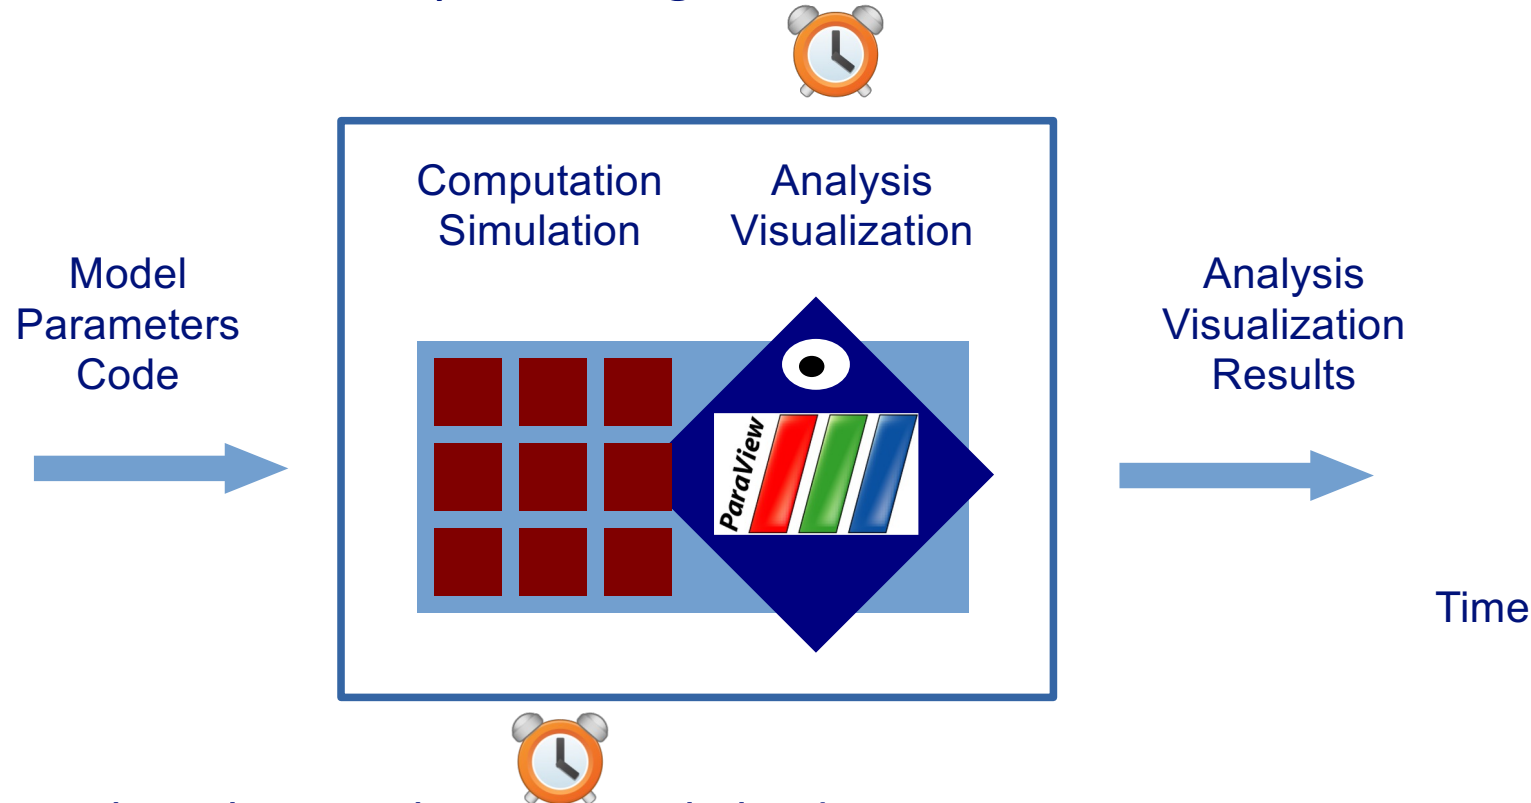 Computation
Simulation
Analysis
Visualization
Model
Parameters
Code
Analysis
Visualization
Results
ParaView
Time